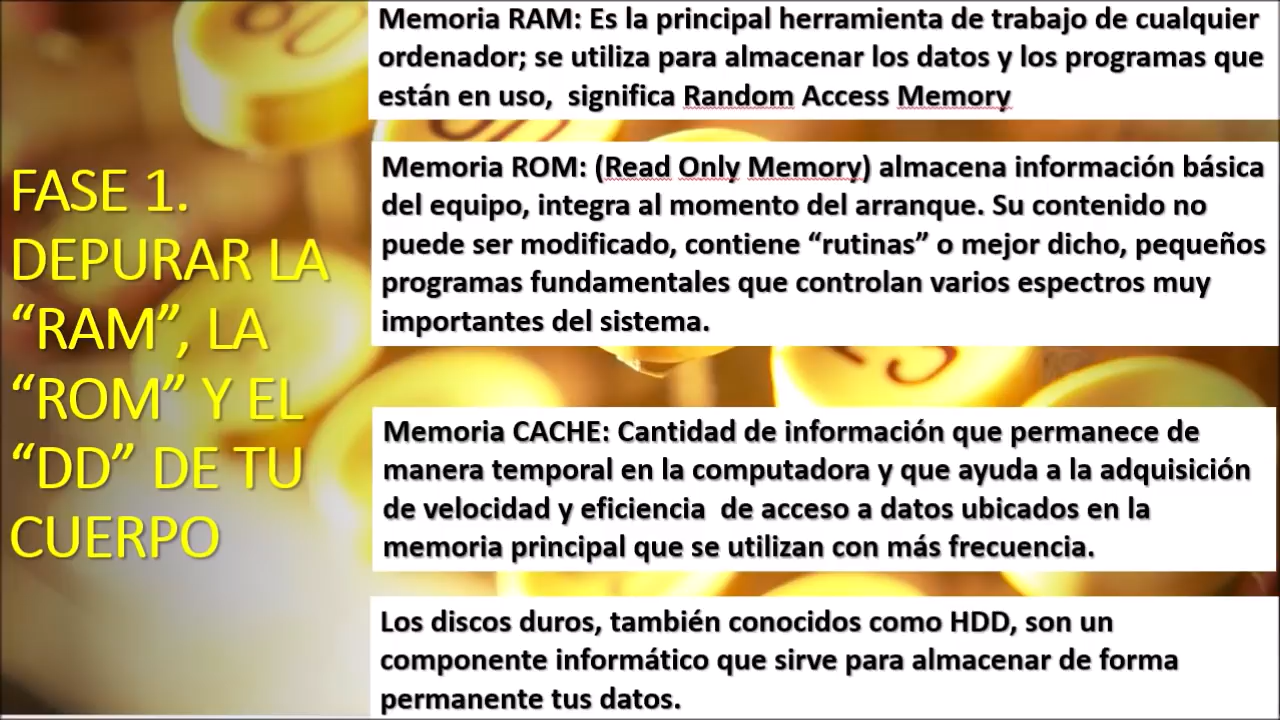 FASE 1.
DEPURAR LA
“RAM”, LA
“ROM” Y EL
“DD” DE TU
CUERPO
Memoria RAM: Es la principal herramienta de trabajo de cualquier
ordenador; se utiliza para almacenar los datos y los programas que
están en uso,  significa Random Access Memory
Memoria ROM: (Read Only Memory) almacena información básica
del equipo, integra al momento del arranque. Su contenido no
puede ser modificado, contiene “rutinas” o mejor dicho, pequeños
programas fundamentales que controlan varios espectros muy
importantes del sistema.
Memoria CACHE: Cantidad de información que permanece de
manera temporal en la computadora y que ayuda a la adquisición
de velocidad y eficiencia  de acceso a datos ubicados en la
memoria principal que se utilizan con más frecuencia.
Los discos duros, también conocidos como HDD, son un
componente informático que sirve para almacenar de forma
permanente tus datos.